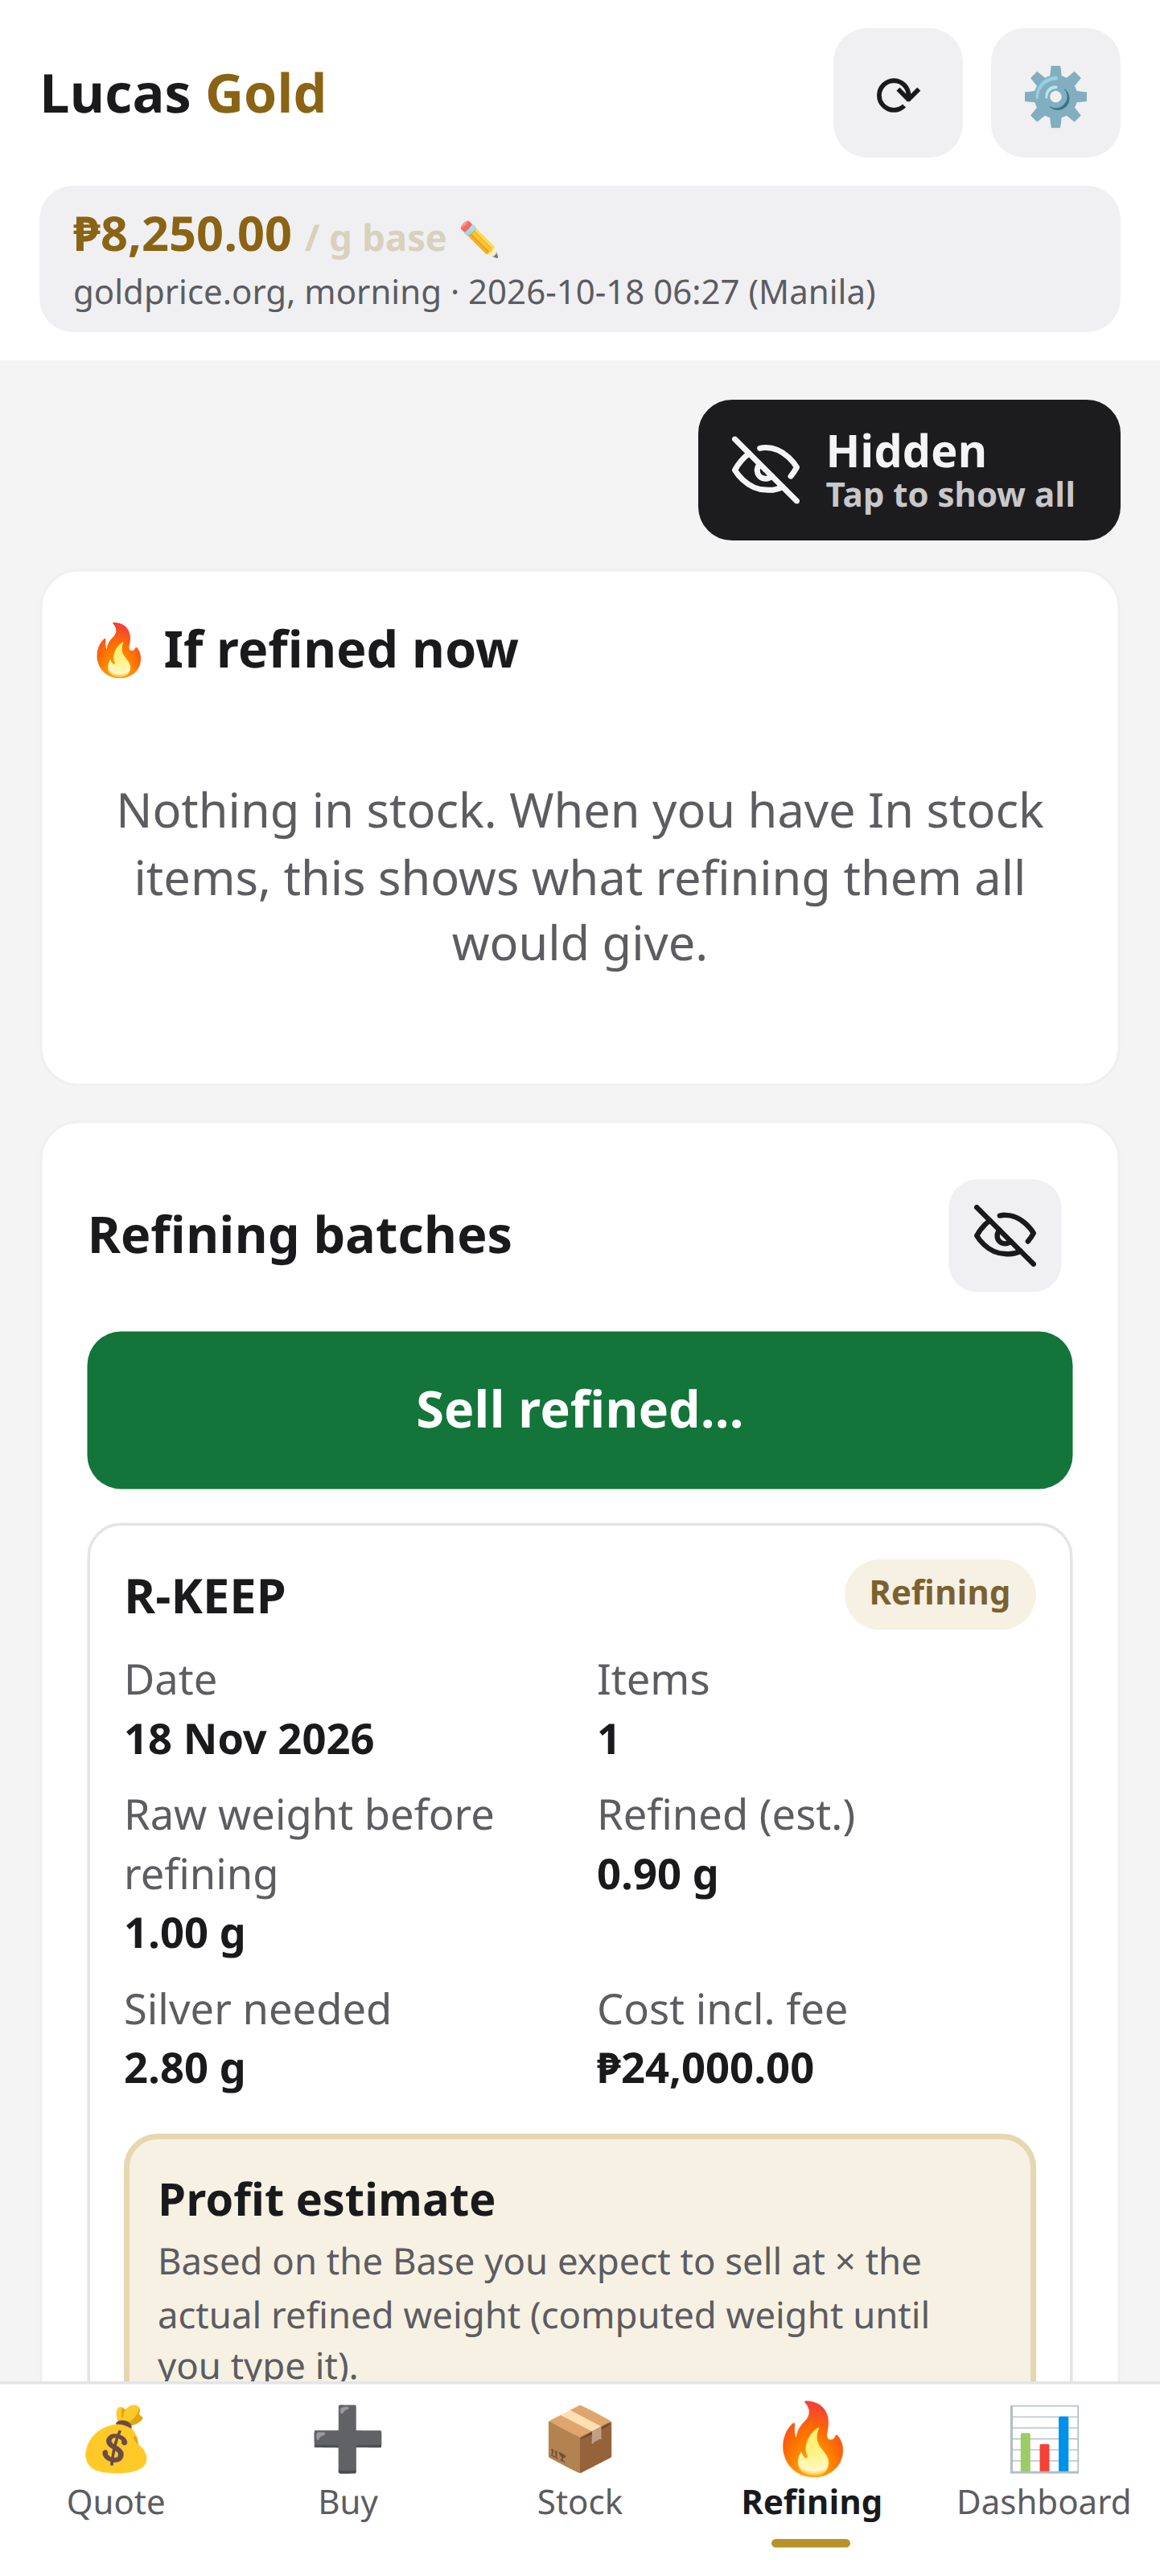 Lucas Gold
₱8,250.00 / g base
goldprice.org, morning · 2026-10-18 06:27 (Manila)
Hidden
Tap to show all
If refined now
Nothing in stock. When you have In stock
items, this shows what refining them all
would give.
Refining batches
Sell refined...
R-KEEP
Refining
Date
Items
18 Nov 2026
1
Raw weight before
refining
Refined (est.)
1.00 g
0.90 g
Silver needed
Cost incl. fee
2.80 g
₱24,000.00
Profit estimate
Based on the Base you expect to sell at × the
actual refined weight (computed weight until
you type it).
Quote
Buy
Stock
Refining
Dashboard